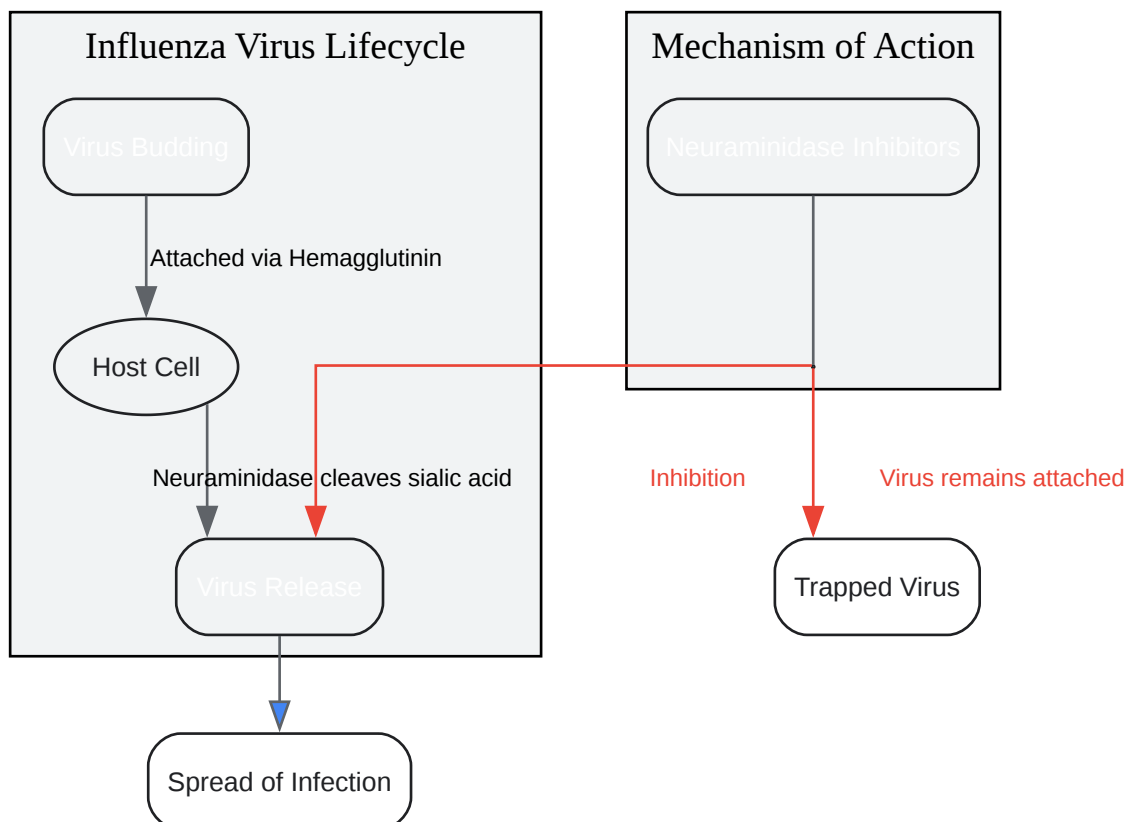 Influenza Virus Lifecycle
Mechanism of Action
Virus Budding
Neuraminidase Inhibitors
Attached via Hemagglutinin
Host Cell
Neuraminidase cleaves sialic acid
Inhibition
Virus remains attached
Virus Release
Trapped Virus
Spread of Infection